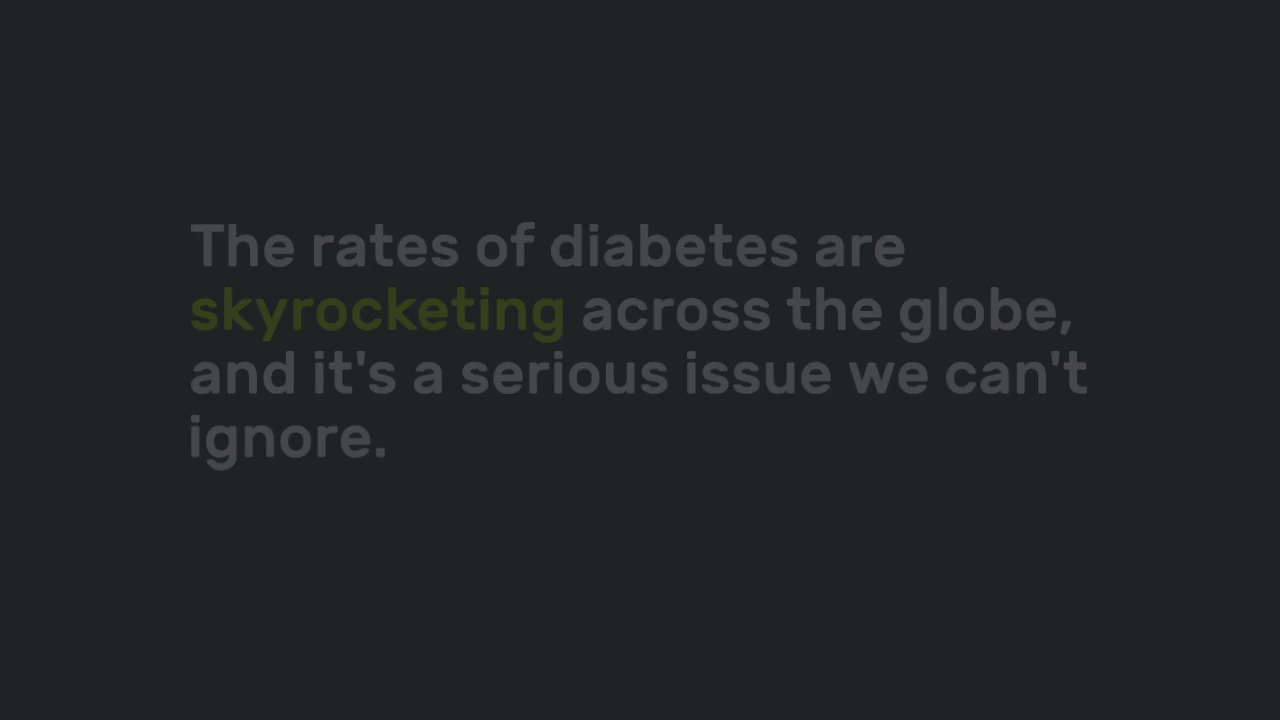 The rates of diabetes are
skyrocketing across the globe,
and it's a serious issue we can't
ignore.